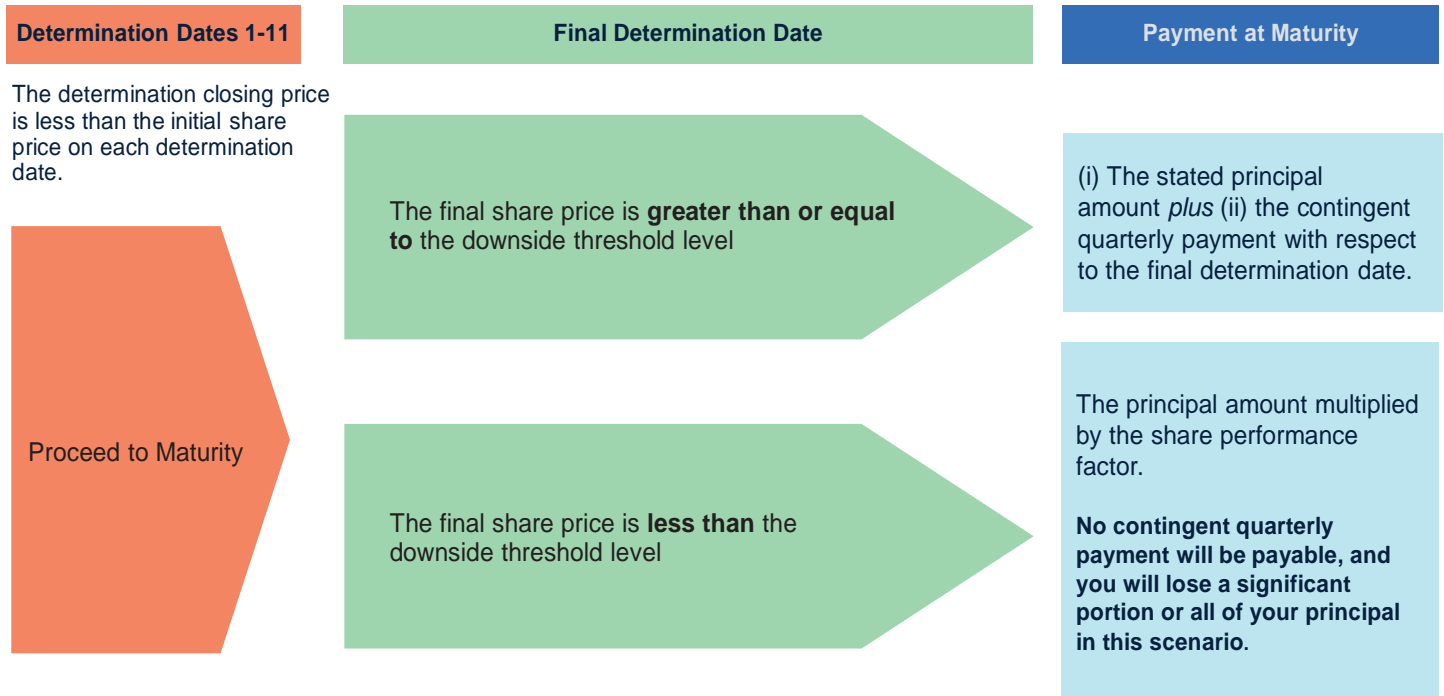 Determination Dates 1-11
Final Determination Date
Payment at Maturity
The determination closing price
is less than the initial share
price on each determination
date.
Proceed to Maturity
The final share price is greater than or equal
to the downside threshold level
(i) The stated principal
amount plus (ii) the contingent
quarterly payment with respect
to the final determination date.
The final share price is less than the
downside threshold level
The principal amount multiplied
by the share performance
factor.
No contingent quarterly
payment will be payable, and
you will lose a significant
portion or all of your principal
in this scenario.